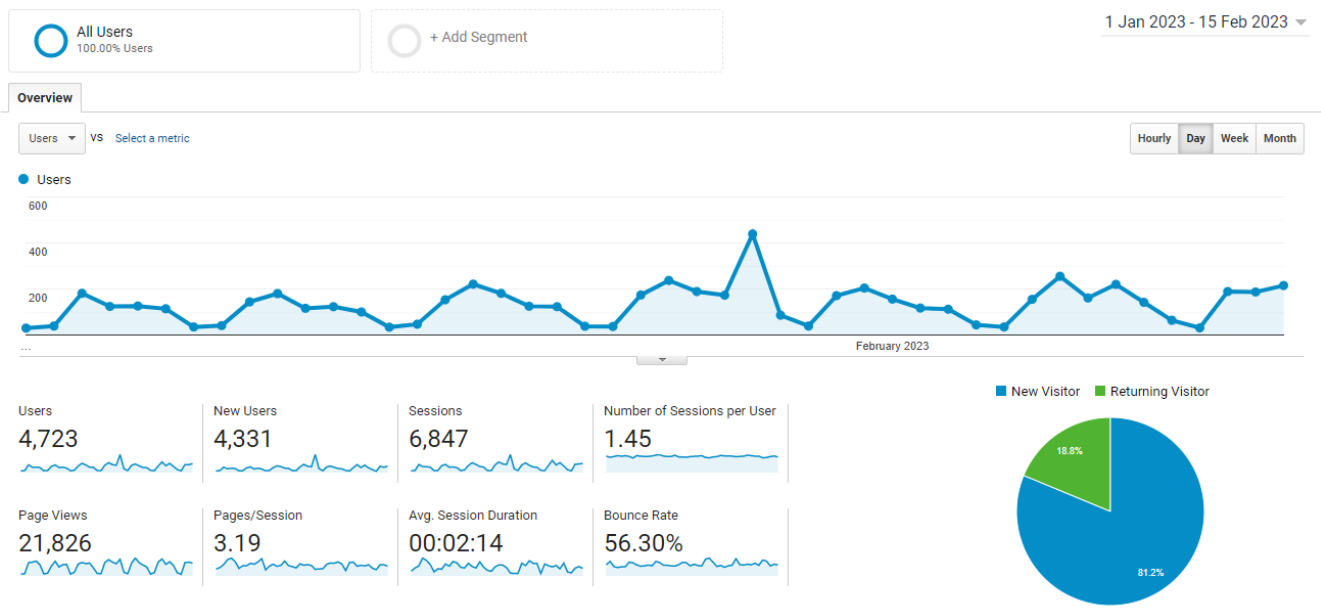 All Users
100.00% Users
+ Add Segment
1 Jan 2023 - 15 Feb 2023
Overview
Users VS Select a metric
Hourly Day Week Month
Users
600
400
200
...
February 2023
New Visitor Returning Visitor
Users
4,723
New Users
4,331
Sessions
6,847
Number of Sessions per User
1.45
Page Views
21,826
Pages/Session
3.19
Avg. Session Duration
00:02:14
Bounce Rate
56.30%
18.8%
81.2%